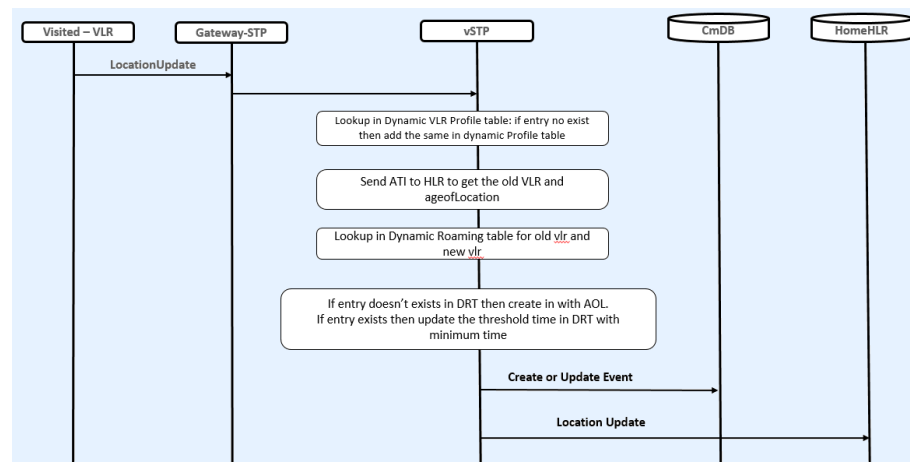 Visited – VLR
Gateway-STP
vSTP
CmDB
HomeHLR
LocationUpdate
Lookup in Dynamic VLR Profile table: if entry no exist
then add the same in dynamic Profile table
Send ATI to HLR to get the old VLR and
ageofLocation
Lookup in Dynamic Roaming table for old vlr and
new vlr
If entry doesn't exists in DRT then create in with AOL.
If entry exists then update the threshold time in DRT with
minimum time
Create or Update Event
Location Update